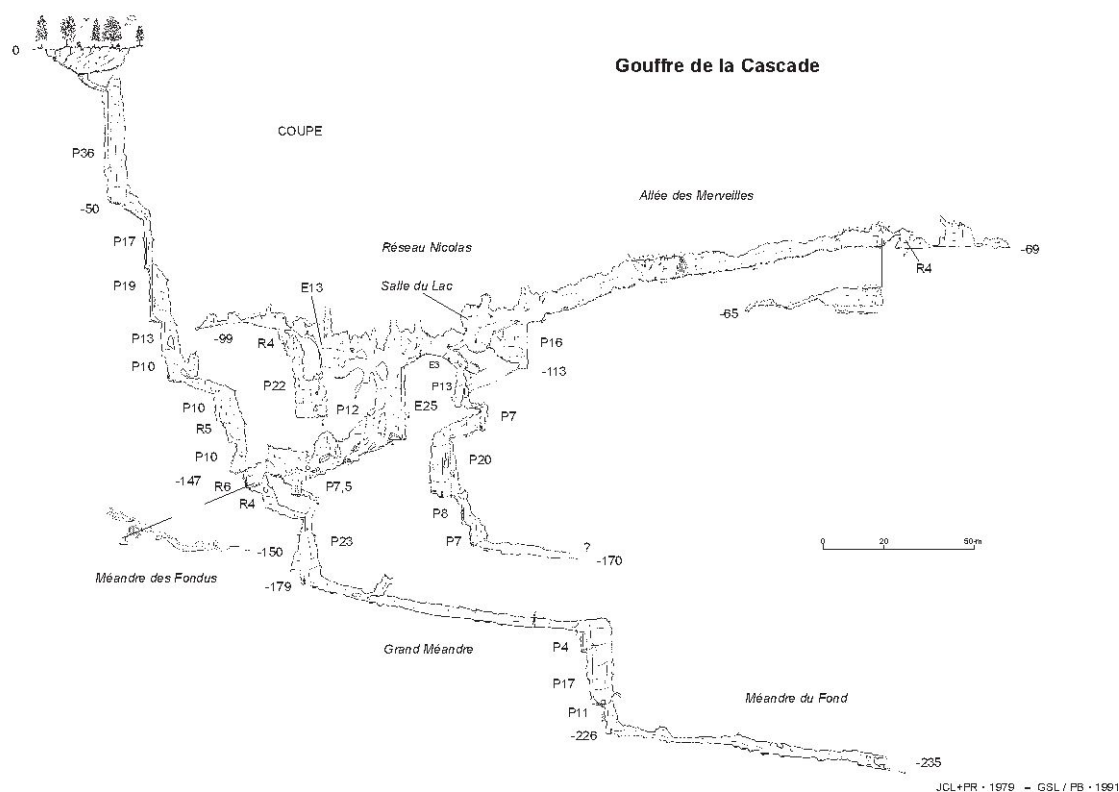 0
Gouffre de la Cascade
COUPE
P36
Allée des Merveilles
-50
P17
Réseau Nicolas
-69
R4
P19
E13
Salle du Lac
-65
P13
-99
R4
P16
P10
E3
-113
P22
P13
P10
P12
E25
P7
R5
P10
P20
-147
R6
P7,5
R4
P8
P23
P7
?
-150
-170
Méandre des Fondus
-179
0
20
50m
Grand Méandre
P4
P17
Méandre du Fond
P11
-226
-235
JCL+PR - 1979 - GSL / PB - 1991